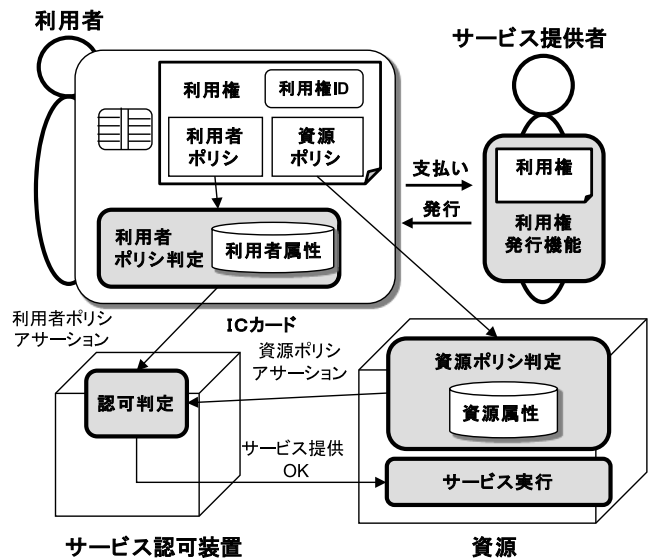 利用者
サービス提供者
利用権
利用権ID
利用者
ポリシ
資源
ポリシ
支払い
発行
利用権
利用権
発行機能
利用者
ポリシ判定
利用者属性
ICカード
利用者ポリシ
アサーション
資源ポリシ
アサーション
資源ポリシ判定
資源属性
認可判定
サービス提供
OK
サービス実行
サービス認可装置
資源